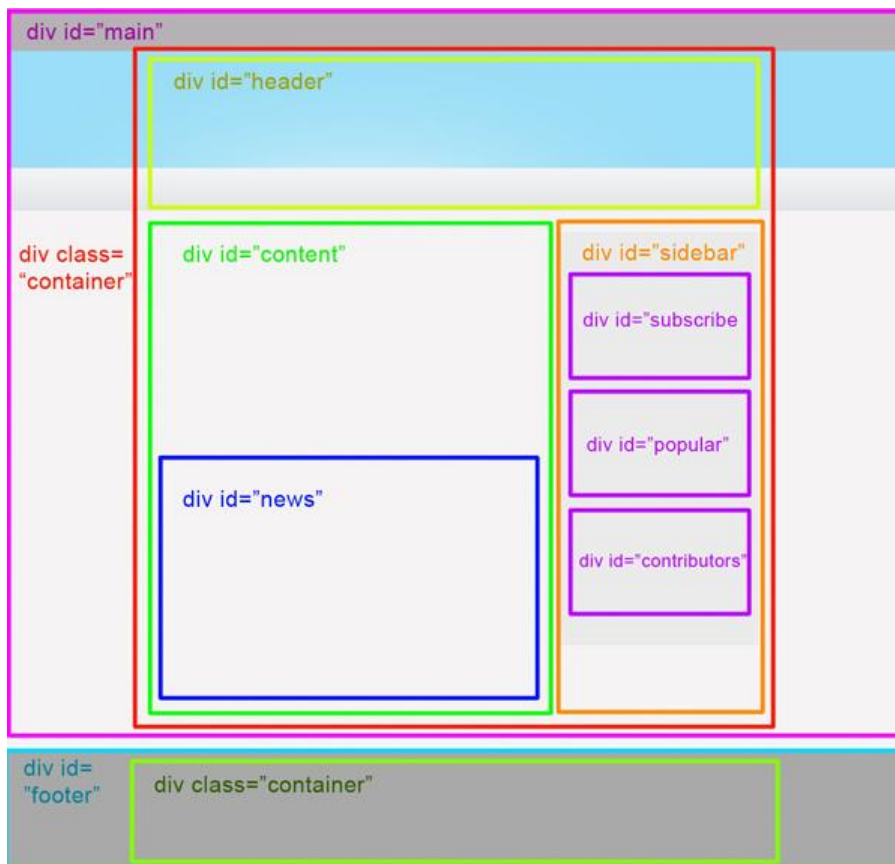 div id=”main”
div id=”header”
div class=
“container”
div id=”content”
div id=”sidebar”
div id=”subscribe
div id=”popular”
div id=”news”
div id=”contributors”
div id=
”footer”
div class=”container”